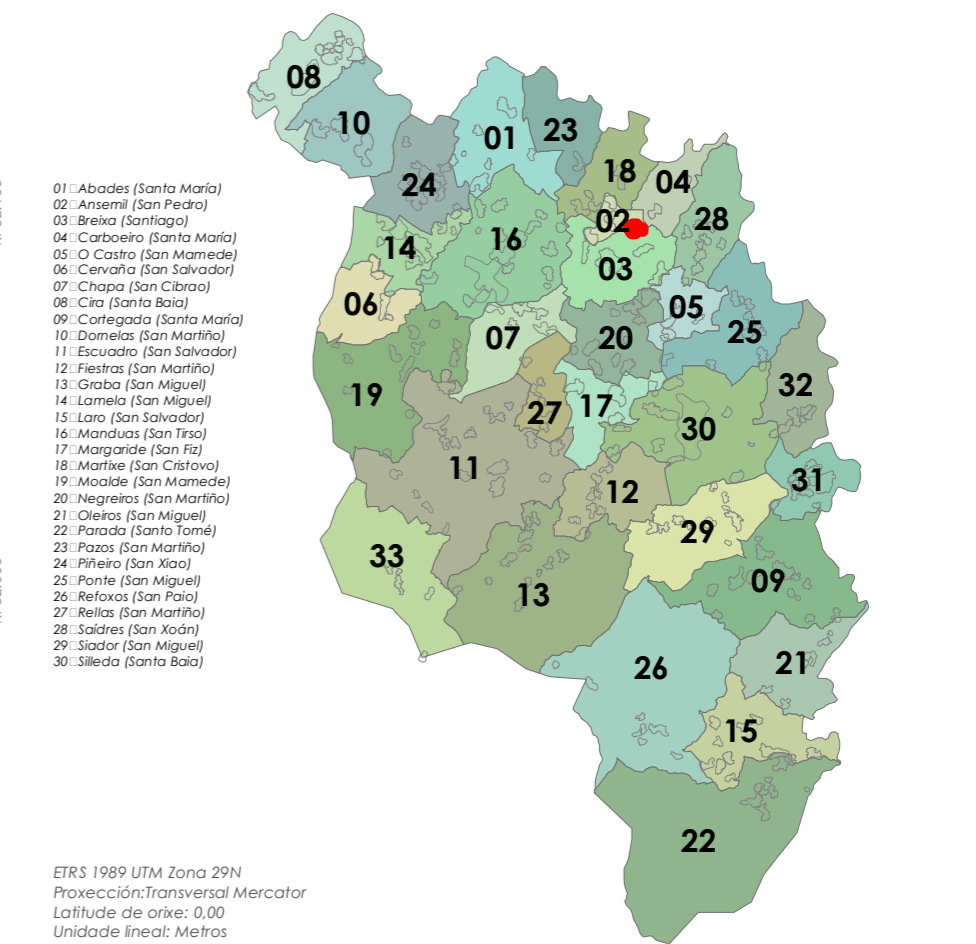 08
10
01
23
18
04
24
02
28
14
16
03
06
05
07
20
25
19
27
17
32
30
11
12
31
29
33
13
09
26
21
15
22
01 Abades (Santa María)
02 Ansemil (San Pedro)
03 Breixa (Santiago)
04 Carboeiro (Santa María)
05 O Castro (San Mamede)
06 Cervaña (San Salvador)
07 Chapa (San Cibrao)
08 Cira (Santa Baia)
09 Cortegada (Santa María)
10 Dornelas (San Martiño)
11 Escuadro (San Salvador)
12 Fiestras (San Martiño)
13 Graba (San Miguel)
14 Lamela (San Miguel)
15 Laro (San Salvador)
16 Manduas (San Tirso)
17 Margaride (San Fiz)
18 Martixe (San Cristovo)
19 Moalde (San Mamede)
20 Negreiros (San Martiño)
21 Oleiros (San Miguel)
22 Parada (Santo Tomé)
23 Pazos (San Martiño)
24 Piñeiro (San Xiao)
25 Ponte (San Miguel)
26 Refoxos (San Paio)
27 Rellas (San Martiño)
28 Saídres (San Xoán)
29 Siador (San Miguel)
30 Silleda (Santa Baia)
ETRS 1989 UTM Zona 29N
Proxección:Transversal Mercator
Latitude de orixe: 0,00
Unidade lineal: Metros